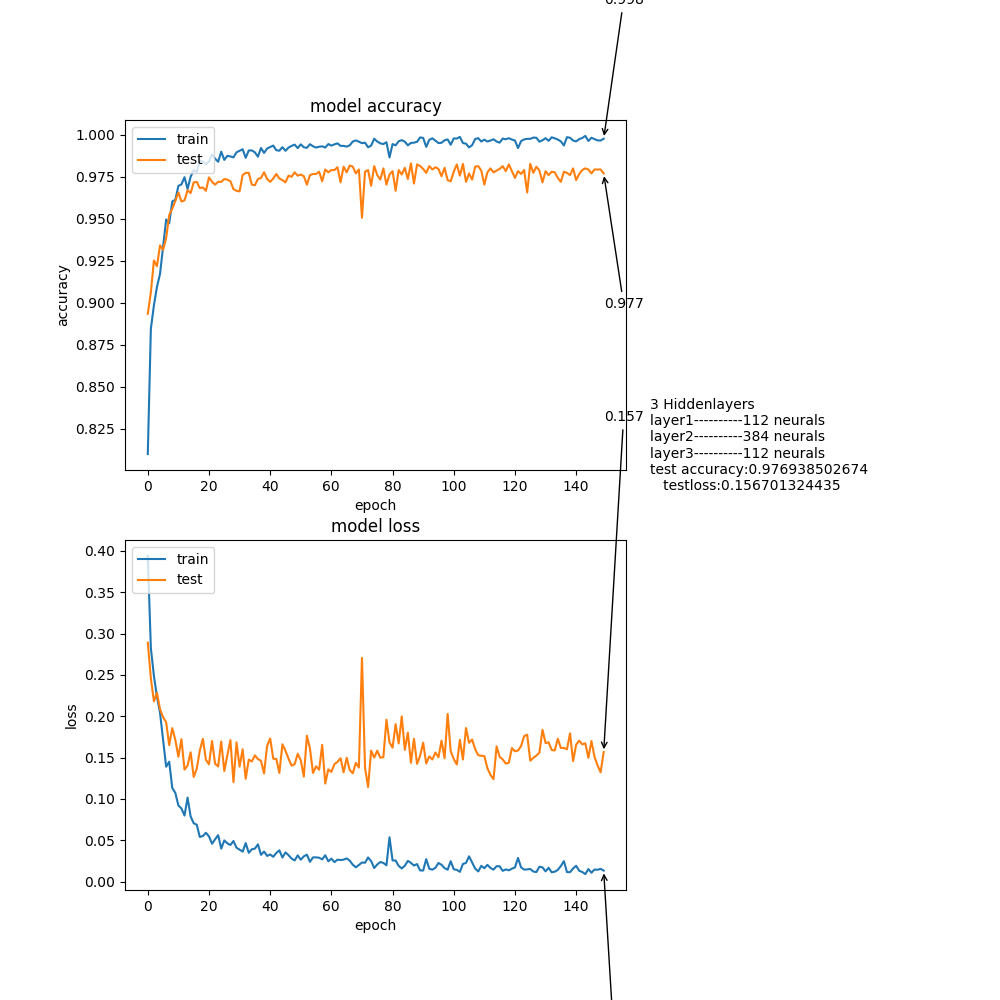 0.998
model accuracy
train
test
1.000
0.975
0.950
0.925
0.900
0.875
0.850
0.825
accuracy
0 20 40 60 80 100 120 140
epoch
0.977
0.157
3 Hiddenlayers
layer1----------112 neurals
layer2----------384 neurals
layer3----------112 neurals
test accuracy:0.976938502674
testloss:0.156701324435
model loss
train
test
0.40
0.35
0.30
0.25
0.20
0.15
0.10
0.05
0.00
loss
0 20 40 60 80 100 120 140
epoch